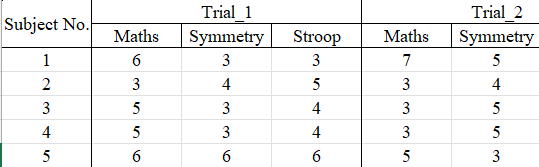 Subject No. Trial_1 Trial_2
Maths Symmetry Stroop Maths Symmetry
1 6 3 3 7 5
2 3 4 5 3 4
3 5 3 4 3 5
4 5 3 4 3 5
5 6 6 6 5 3